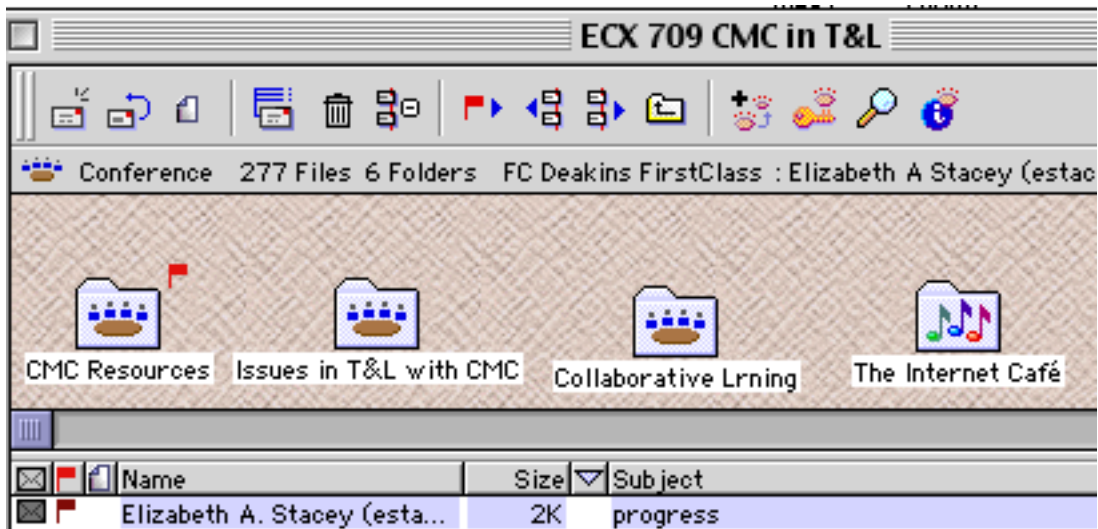 ECX 709 CMC in T&L
Conference 277 Files 6 Folders FC Deakins FirstClass : Elizabeth A Stacey (estac
CMC Resources Issues in T&L with CMC Collaborative Lrning The Internet Café
Name Size Subject
Elizabeth A. Stacey (esta... 2K progress